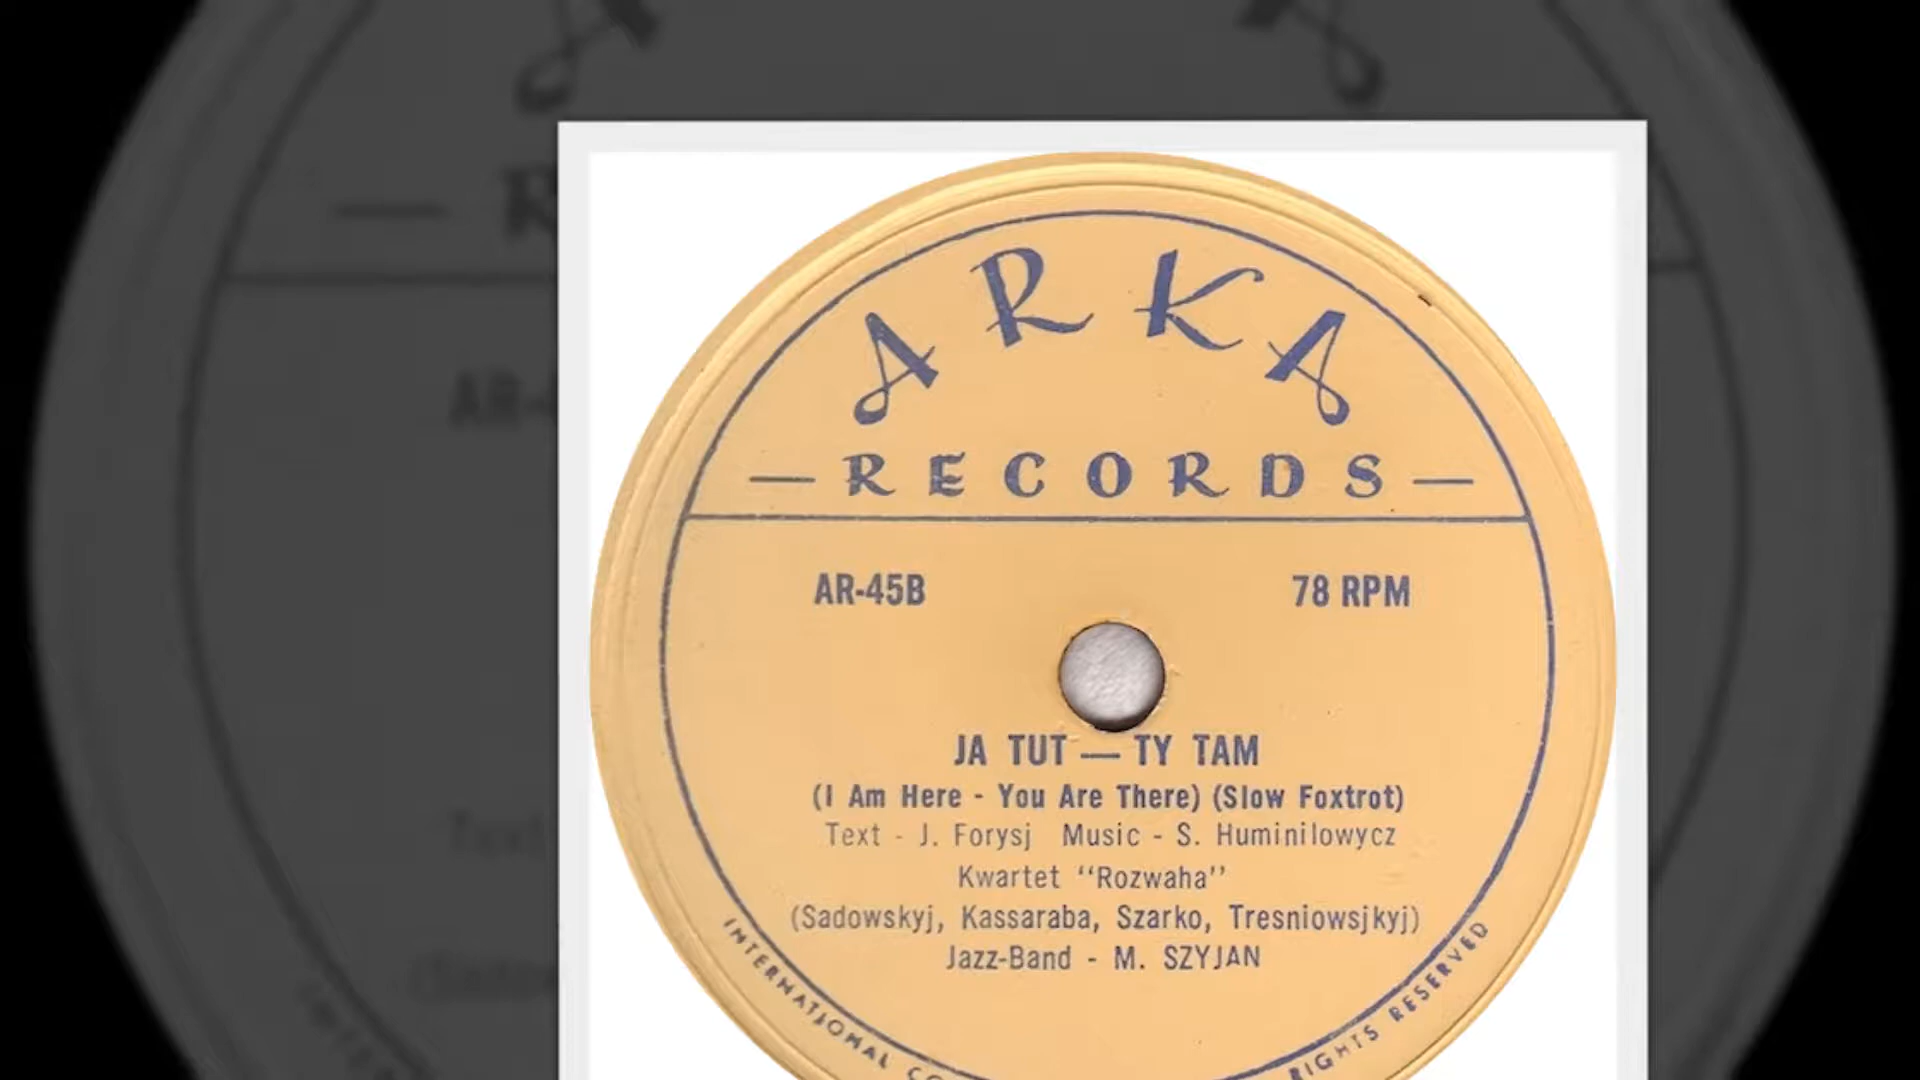 ARKA
— RECORDS —
AR-45B 78 RPM
JA TUT — TY TAM
(I Am Here - You Are There) (Slow Foxtrot)
Text - J. Forysj Music - S. Huminilowycz
Kwartet “Rozwaha”
(Sadowskyj, Kassaraba, Szarko, Tresniowsjkyj)
Jazz-Band - M. SZYJAN
INTERNATIONAL
RIGHTS RESERVED